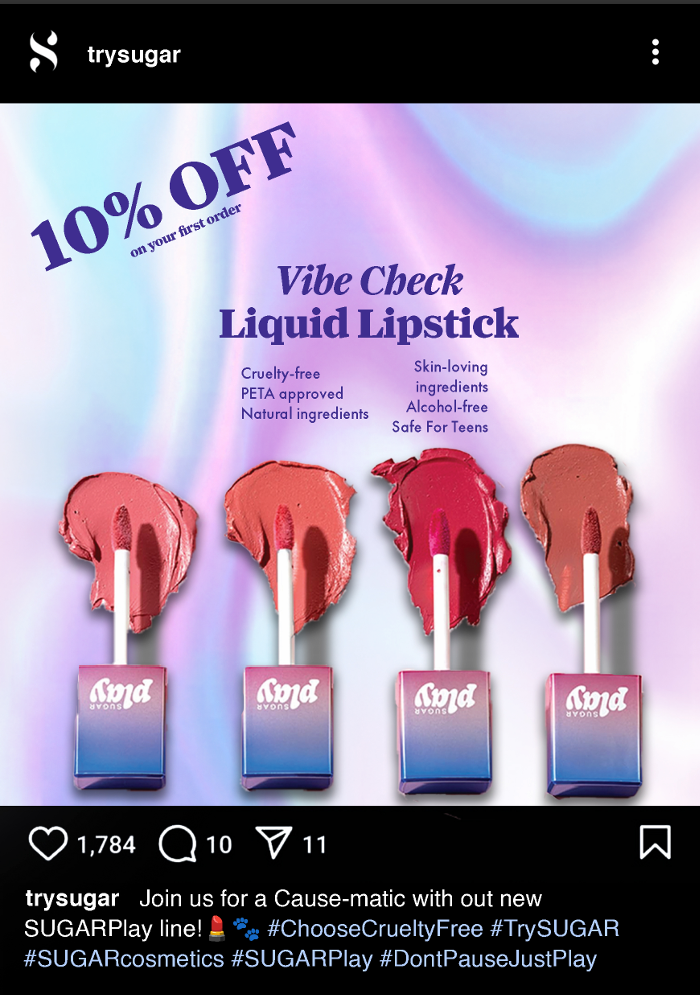 trysugar
10% OFF
on your first order
Vibe Check
Liquid Lipstick
Cruelty-free
PETA approved
Natural ingredients
Skin-loving
ingredients
Alcohol-free
Safe For Teens
play
SUGAR
play
SUGAR
play
SUGAR
play
SUGAR
1,784
10
11
trysugar Join us for a Cause-matic with out new
SUGARPlay line!💄🐾 #ChooseCrueltyFree #TrySUGAR
#SUGARcosmetics #SUGARPlay #DontPauseJustPlay